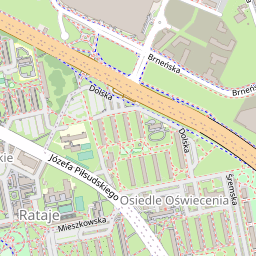 Brneńska
Brneńska
Dolska
Dolska
Józefa Piłsudskiego
kie
Śremska
Osiedle Oświecenia
Rataje
Mieszkowska